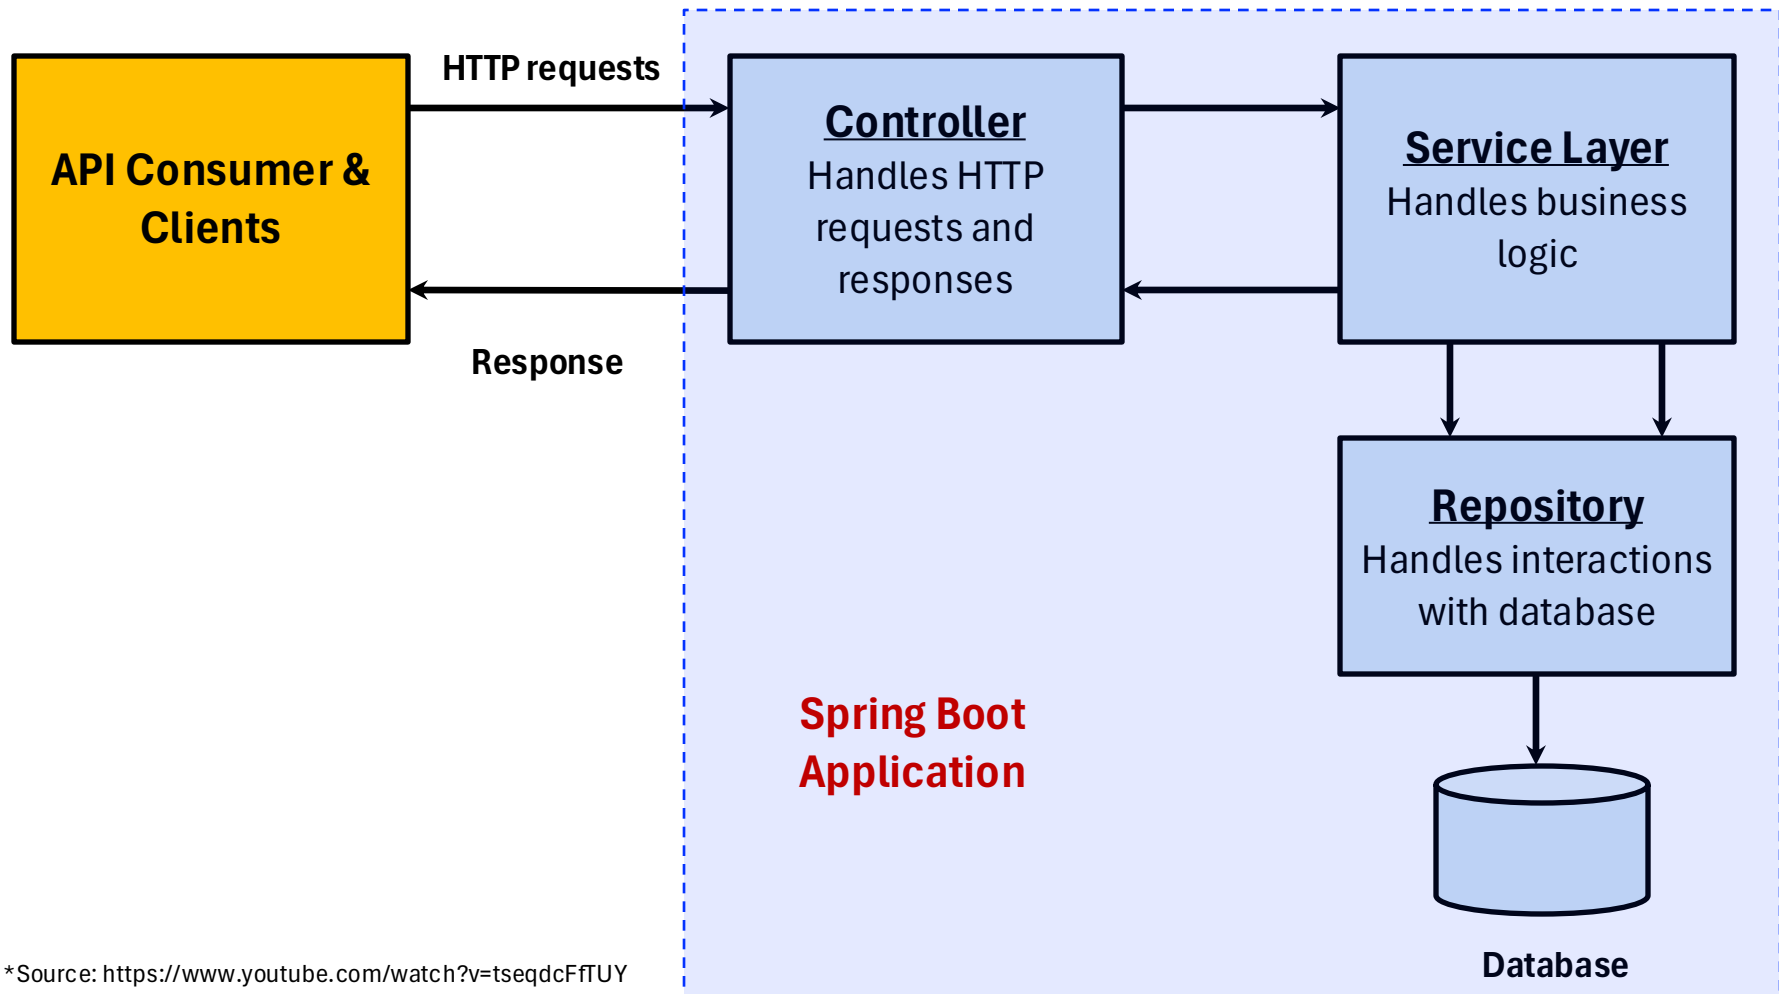 HTTP requests
API Consumer &
Clients
Response
Controller
Handles HTTP
requests and
responses
Service Layer
Handles business
logic
Repository
Handles interactions
with database
Spring Boot
Application
Database
*Source: https://www.youtube.com/watch?v=tseqdcFfTUY